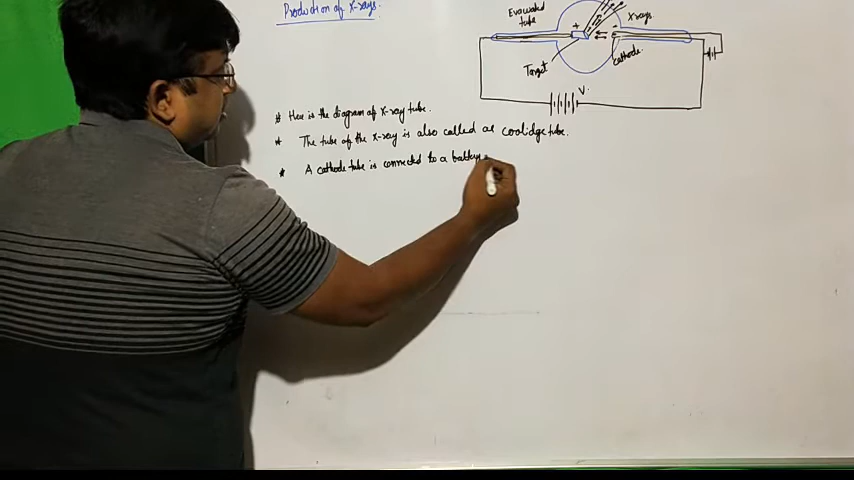 Production of X-rays.
Evacuated
tube
X rays.
+
-
Target
Cathode.
V.
* Here is the diagram of X-ray tube.
* The tube of the x-ray is also called as coolidge tube.
* A cathode tube is connected to a battery